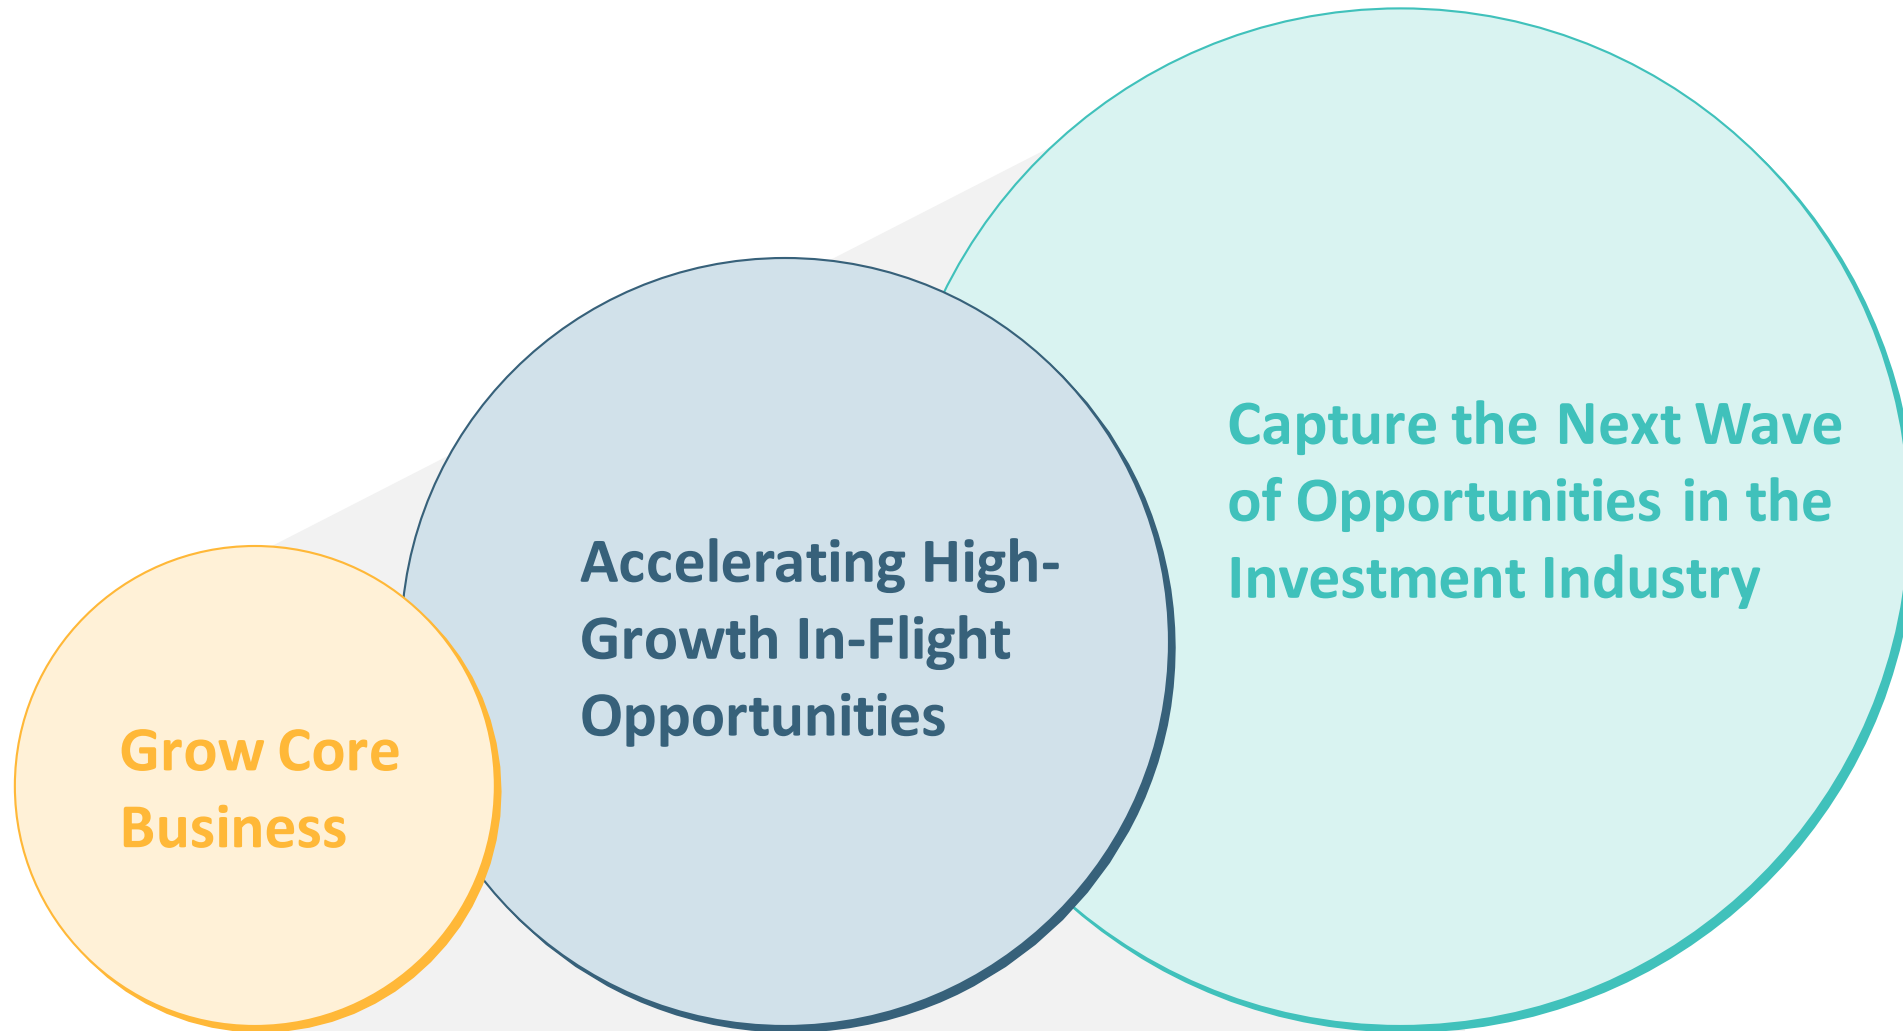 Grow Core
Business
Accelerating High-
Growth In-Flight
Opportunities
Capture the Next Wave
of Opportunities in the
Investment Industry